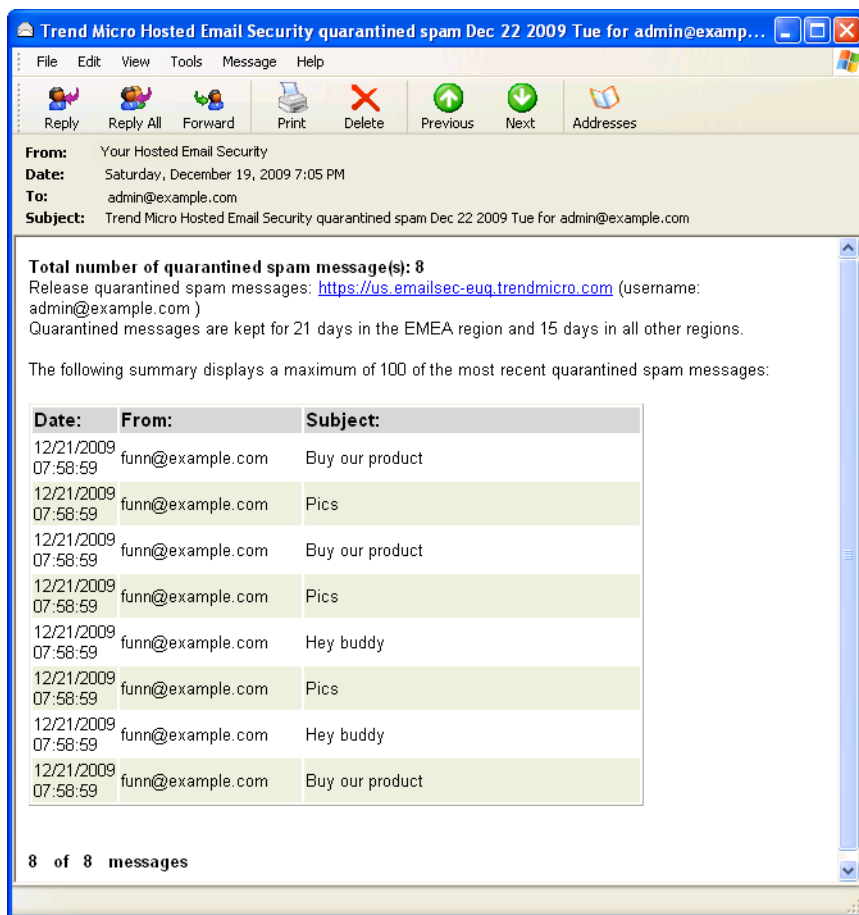 Trend Micro Hosted Email Security quarantined spam Dec 22 2009 Tue for admin@examp...
File Edit View Tools Message Help
Reply Reply All Forward Print Delete Previous Next Addresses
From: Your Hosted Email Security
Date: Saturday, December 19, 2009 7:05 PM
To: admin@example.com
Subject: Trend Micro Hosted Email Security quarantined spam Dec 22 2009 Tue for admin@example.com
Total number of quarantined spam message(s): 8
Release quarantined spam messages: https://us.emailsec-euq.trendmicro.com (username:
admin@example.com )
Quarantined messages are kept for 21 days in the EMEA region and 15 days in all other regions.
The following summary displays a maximum of 100 of the most recent quarantined spam messages:
Date: From: Subject:
12/21/2009
07:58:59 funn@example.com Buy our product
12/21/2009
07:58:59 funn@example.com Pics
12/21/2009
07:58:59 funn@example.com Buy our product
12/21/2009
07:58:59 funn@example.com Pics
12/21/2009
07:58:59 funn@example.com Hey buddy
12/21/2009
07:58:59 funn@example.com Pics
12/21/2009
07:58:59 funn@example.com Hey buddy
12/21/2009
07:58:59 funn@example.com Buy our product
8 of 8 messages